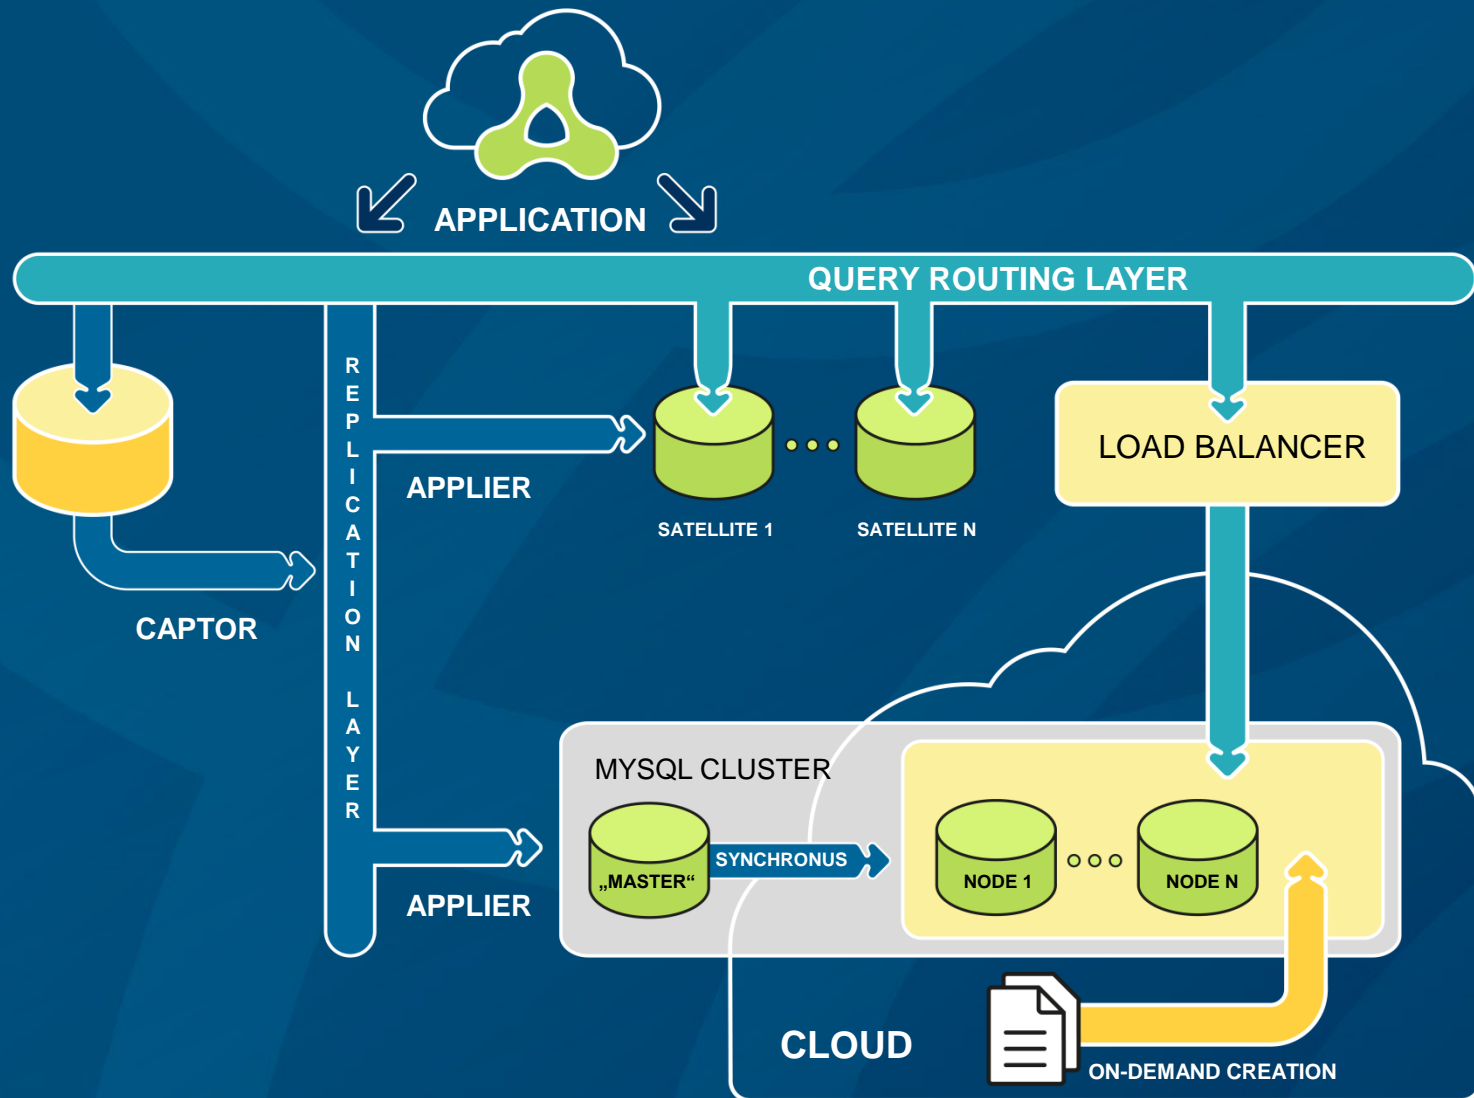 APPLICATION
QUERY ROUTING LAYER
REPLICATION LAYER
LOAD BALANCER
APPLIER
SATELLITE 1
SATELLITE N
CAPTOR
MYSQL CLUSTER
„MASTER“
SYNCHRONUS
NODE 1
NODE N
APPLIER
CLOUD
ON-DEMAND CREATION